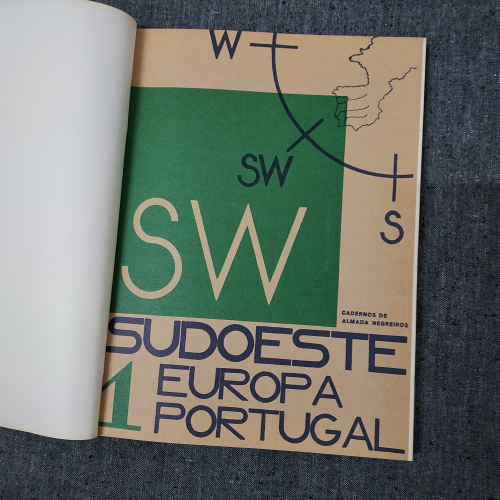 W
SW
S
SW
CADERNOS DE
ALMADA NEGREIROS
SUDOESTE
1 EUROPA
PORTUGAL